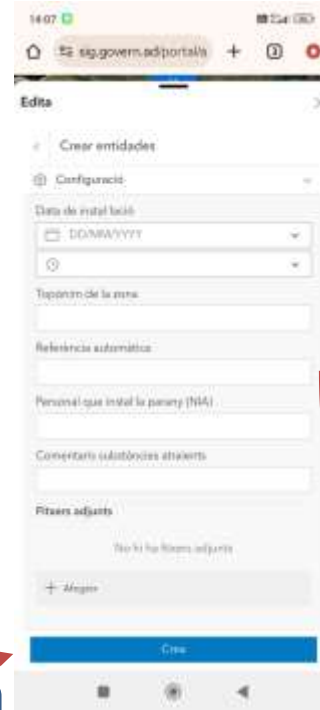 14:07
sig.govern.ad/portal/a
Edita
Crear entidades
Configuració
Data de instal·lació
DD/MM/YYYY
Topònim de la zona
Referència automàtica
Personal que instal·la parany (NIA)
Comentaris substàncies atraients
Fitxers adjunts
No hi ha fitxers adjunts
+ Afegeix
Crea